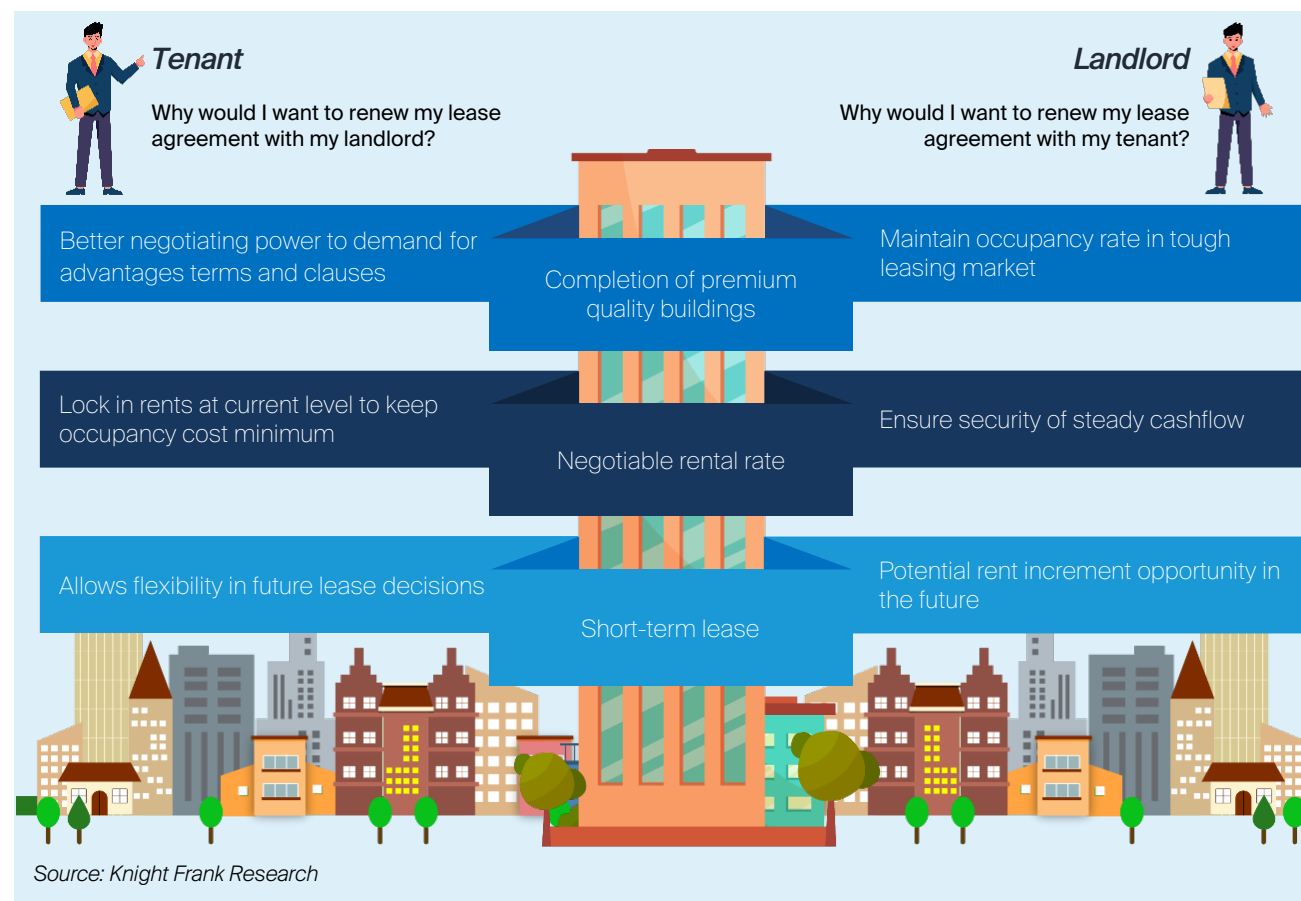 Tenant
Why would I want to renew my lease
agreement with my landlord?
Landlord
Why would I want to renew my lease
agreement with my tenant?
Better negotiating power to demand for
advantages terms and clauses
Completion of premium
quality buildings
Maintain occupancy rate in tough
leasing market
Lock in rents at current level to keep
occupancy cost minimum
Negotiable rental rate
Ensure security of steady cashflow
Allows flexibility in future lease decisions
Short-term lease
Potential rent increment opportunity in
the future
Source: Knight Frank Research